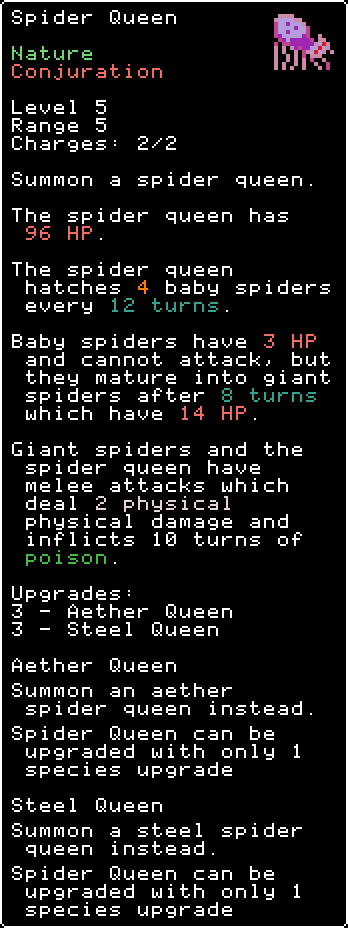 Spider Queen
Nature
Conjuration
Level 5
Range 5
Charges: 2/2
Summon a spider queen.
The spider queen has
96 HP.
The spider queen
hatches 4 baby spiders
every 12 turns.
Baby spiders have 3 HP
and cannot attack, but
they mature into giant
spiders after 8 turns
which have 14 HP.
Giant spiders and the
spider queen have
melee attacks which
deal 2 physical
physical damage and
inflicts 10 turns of
poison.
Upgrades:
3 - Aether Queen
3 - Steel Queen
Aether Queen
Summon an aether
spider queen instead.
Spider Queen can be
upgraded with only 1
species upgrade
Steel Queen
Summon a steel spider
queen instead.
Spider Queen can be
upgraded with only 1
species upgrade